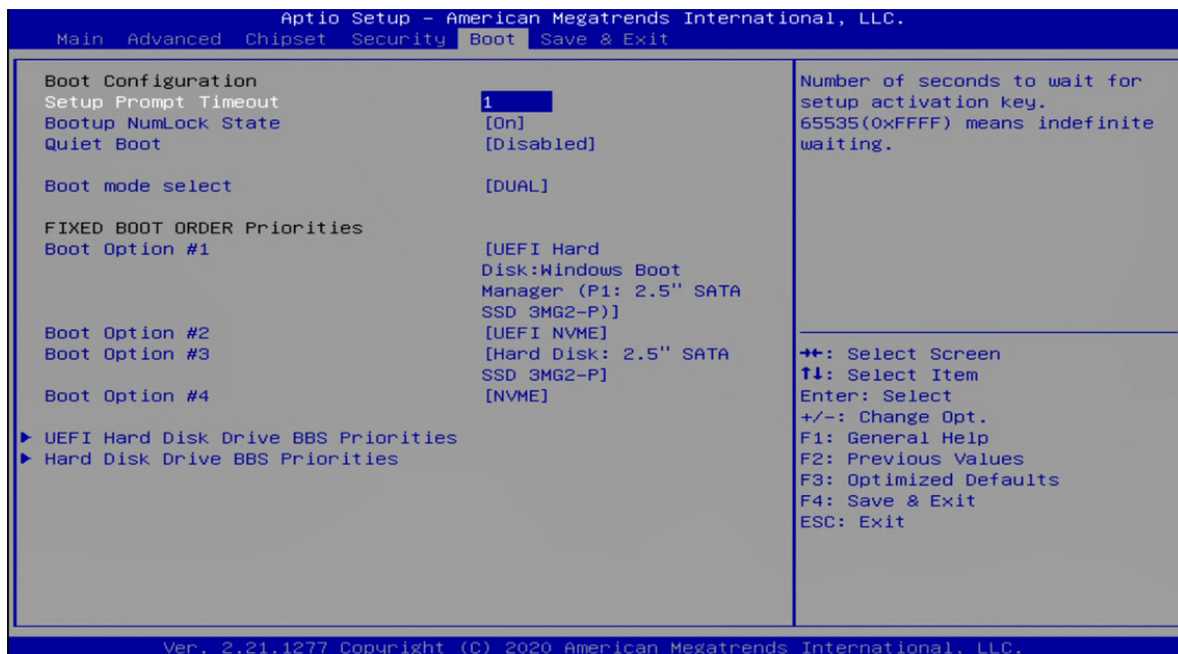 Aptio Setup – American Megatrends International, LLC.
Main Advanced Chipset Security Boot Save & Exit
Boot Configuration
Setup Prompt Timeout 1
Bootup NumLock State [On]
Quiet Boot [Disabled]
Boot mode select [DUAL]
FIXED BOOT ORDER Priorities
Boot Option #1 [UEFI Hard
Disk:Windows Boot
Manager (P1: 2.5" SATA
SSD 3MG2-P)]
Boot Option #2 [UEFI NVME]
Boot Option #3 [Hard Disk: 2.5" SATA
SSD 3MG2-P]
Boot Option #4 [NVME]
▶ UEFI Hard Disk Drive BBS Priorities
▶ Hard Disk Drive BBS Priorities
Number of seconds to wait for
setup activation key.
65535(0xFFFF) means indefinite
waiting.
→←: Select Screen
↑↓: Select Item
Enter: Select
+/-: Change Opt.
F1: General Help
F2: Previous Values
F3: Optimized Defaults
F4: Save & Exit
ESC: Exit
Ver. 2.21.1277 Copyright (C) 2020 American Megatrends International, LLC.